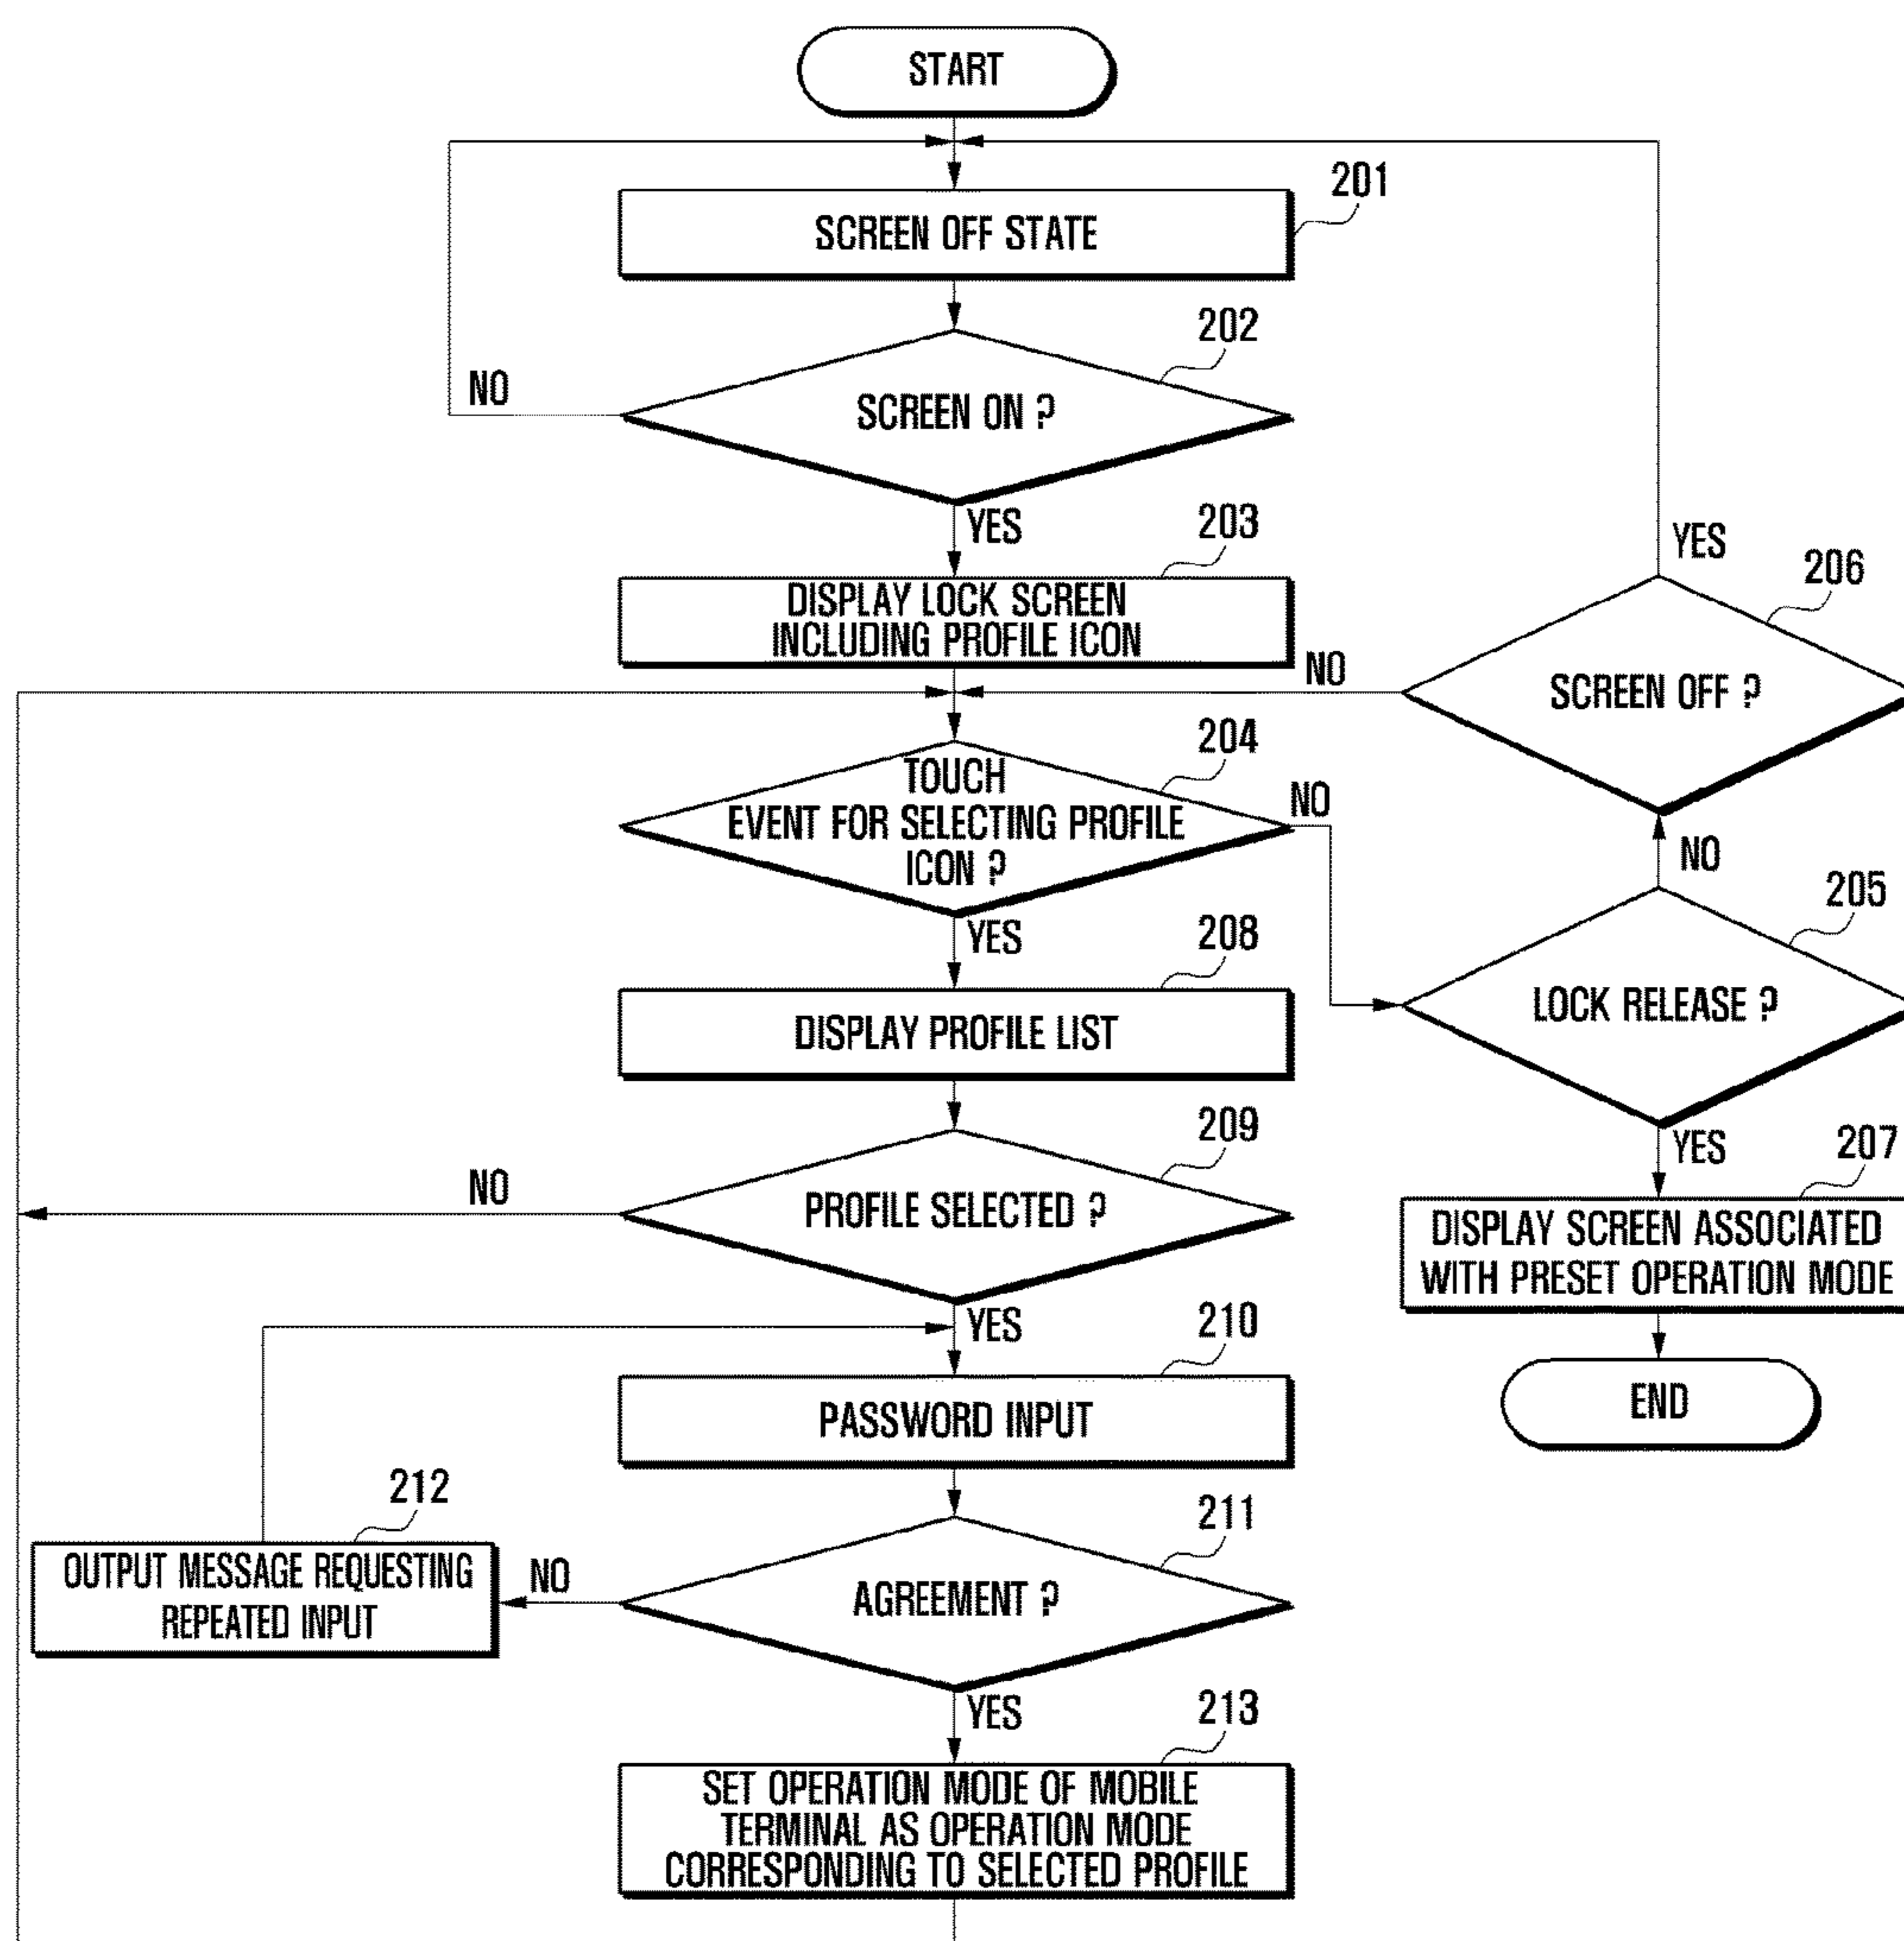 START
201
SCREEN OFF STATE
202
NO
SCREEN ON ?
YES
203
DISPLAY LOCK SCREEN
INCLUDING PROFILE ICON
YES
206
NO
SCREEN OFF ?
204
TOUCH
EVENT FOR SELECTING PROFILE
ICON ?
NO
NO
205
YES
208
LOCK RELEASE ?
DISPLAY PROFILE LIST
209
YES
207
NO
PROFILE SELECTED ?
DISPLAY SCREEN ASSOCIATED
WITH PRESET OPERATION MODE
YES
210
PASSWORD INPUT
END
212
211
OUTPUT MESSAGE REQUESTING
REPEATED INPUT
NO
AGREEMENT ?
YES
213
SET OPERATION MODE OF MOBILE
TERMINAL AS OPERATION MODE
CORRESPONDING TO SELECTED PROFILE